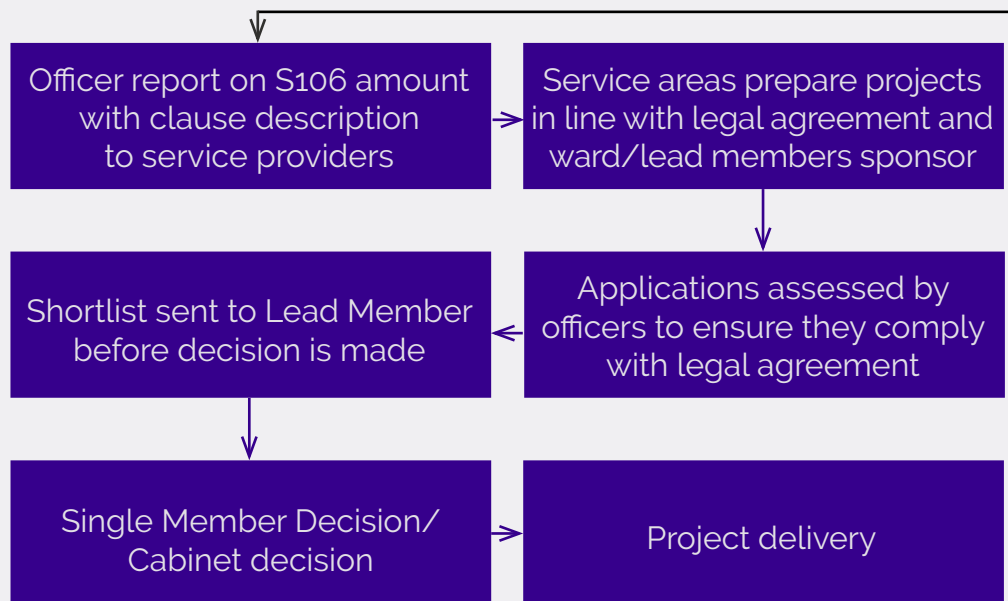 Officer report on S106 amount
with clause description
to service providers
Service areas prepare projects
in line with legal agreement and
ward/lead members sponsor
Applications assessed by
officers to ensure they comply
with legal agreement
Shortlist sent to Lead Member
before decision is made
Single Member Decision/
Cabinet decision
Project delivery